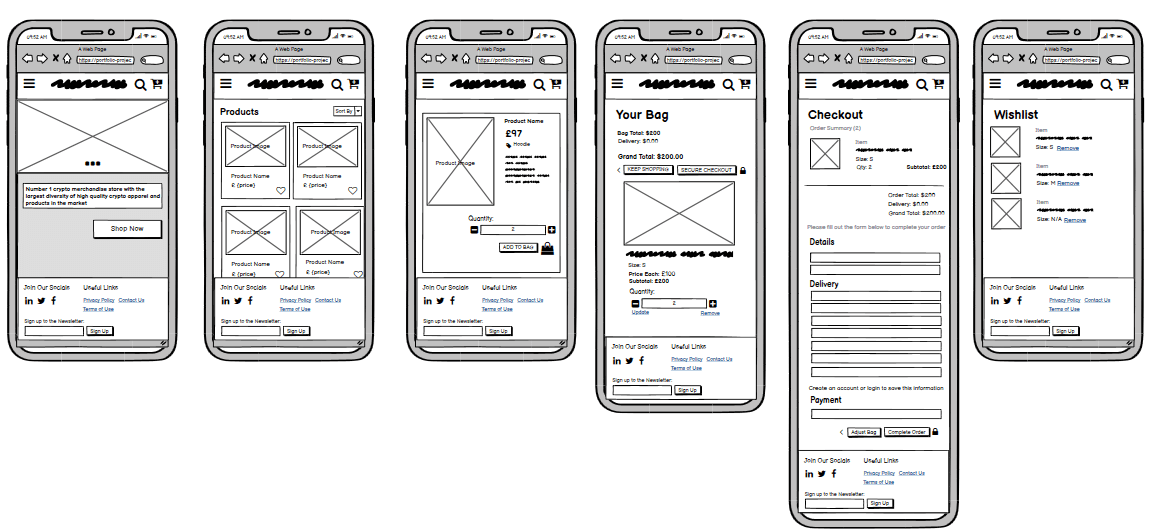 09:52 AM
A Web Page
https://portfolio-projec
Number 1 crypto merchandise store with the
largest diversity of high quality crypto apparel and
products in the market
Shop Now
Join Our Socials
Useful Links
Privacy Policy Contact Us
Terms of Use
Sign up to the Newsletter:
Sign Up
09:52 AM
A Web Page
https://portfolio-projec
Products
Sort By
Product Image
Product Image
Product Name
£ {price}
Product Name
£ {price}
Product Image
Product Image
Product Name
£ {price}
Product Name
£ {price}
Join Our Socials
Useful Links
Privacy Policy Contact Us
Terms of Use
Sign up to the Newsletter:
Sign Up
09:52 AM
A Web Page
https://portfolio-projec
Product Image
Product Name
£97
Hoodie
Quantity:
2
ADD TO BAG
Join Our Socials
Useful Links
Privacy Policy Contact Us
Terms of Use
Sign up to the Newsletter:
Sign Up
09:52 AM
A Web Page
https://portfolio-projec
Your Bag
Bag Total: $200
Delivery: $0.00
Grand Total: $200.00
< KEEP SHOPPING SECURE CHECKOUT
Size: S
Price Each: £100
Subtotal: £200
Quantity:
2
Update Remove
Join Our Socials
Useful Links
Privacy Policy Contact Us
Terms of Use
Sign up to the Newsletter:
Sign Up
09:52 AM
A Web Page
https://portfolio-projec
Checkout
Order Summary (2)
Item
Size: S
Qty: 2 Subtotal: £200
Order Total: $200
Delivery: $0.00
Grand Total: $200.00
Please fill out the form below to complete your order
Details
Delivery
Create an account or login to save this information
Payment
< Adjust Bag Complete Order
Join Our Socials
Useful Links
Privacy Policy Contact Us
Terms of Use
Sign up to the Newsletter:
Sign Up
09:52 AM
A Web Page
https://portfolio-projec
Wishlist
Item
Size: S Remove
Item
Size: M Remove
Item
Size: N/A Remove
Join Our Socials
Useful Links
Privacy Policy Contact Us
Terms of Use
Sign up to the Newsletter:
Sign Up